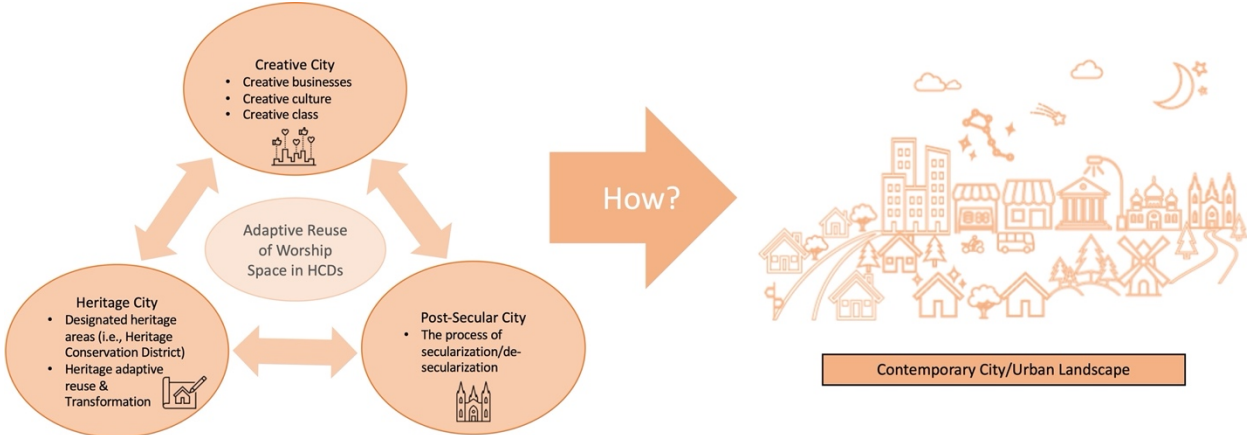 Creative City
• Creative businesses
• Creative culture
• Creative class
Adaptive Reuse
of Worship
Space in HCDs
Heritage City
• Designated heritage
areas (i.e., Heritage
Conservation District)
• Heritage adaptive
reuse &
Transformation
Post-Secular City
• The process of
secularization/de-
secularization
How?
Contemporary City/Urban Landscape